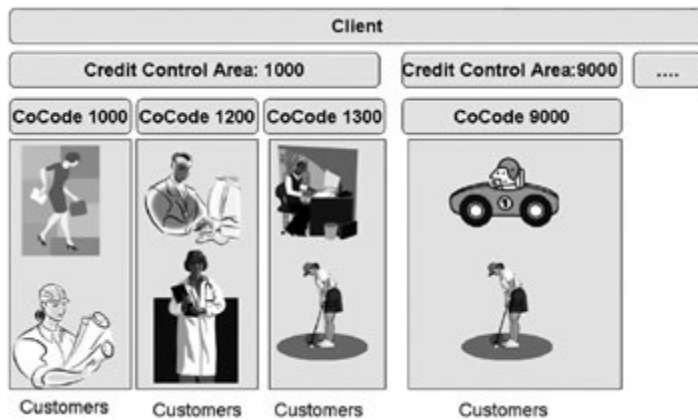 Client
Credit Control Area: 1000
Credit Control Area:9000
....
CoCode 1000
CoCode 1200
CoCode 1300
CoCode 9000
1
Customers
Customers
Customers
Customers